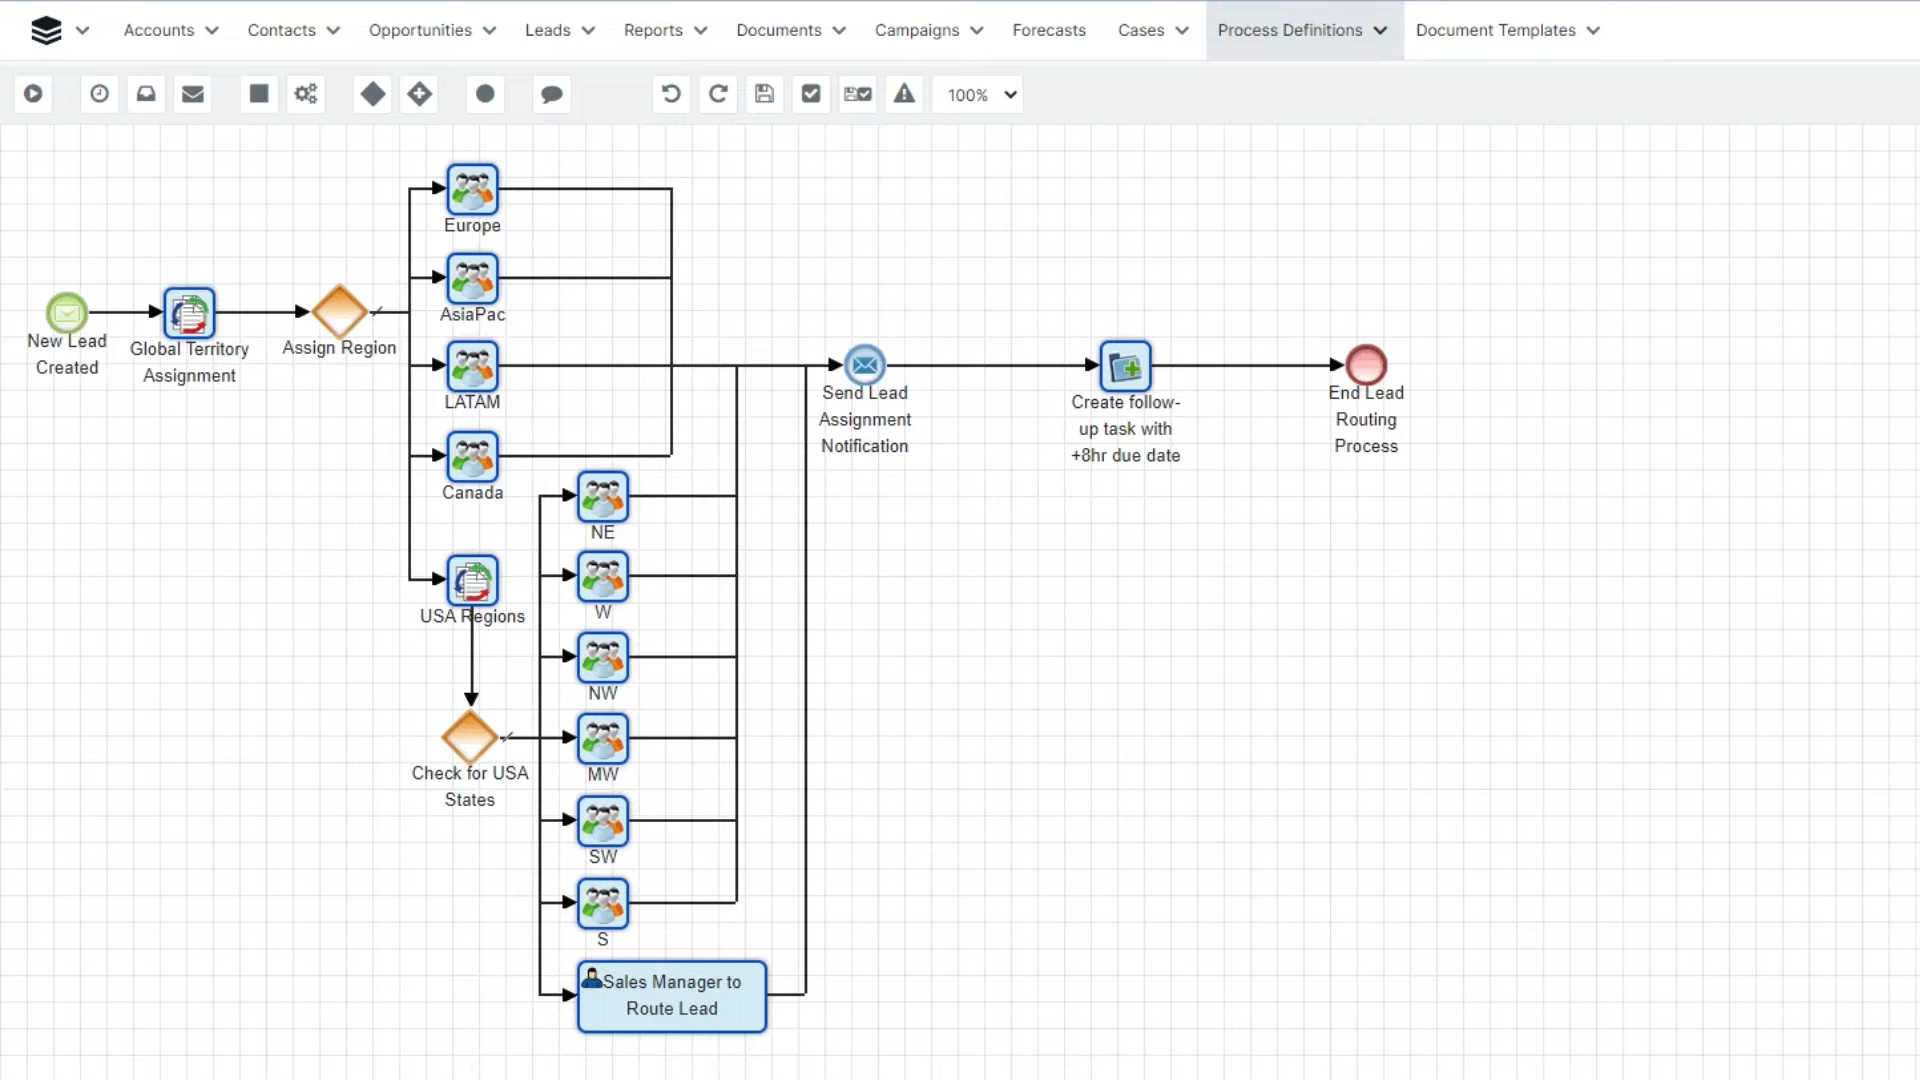 Accounts
Contacts
Opportunities
Leads
Reports
Documents
Campaigns
Forecasts
Cases
Process Definitions
Document Templates
100%
Europe
AsiaPac
LATAM
Canada
New Lead
Created
Global Territory
Assignment
Assign Region
USA Regions
Check for USA
States
NE
W
NW
MW
SW
S
Sales Manager to
Route Lead
Send Lead
Assignment
Notification
Create follow-
up task with
+8hr due date
End Lead
Routing
Process